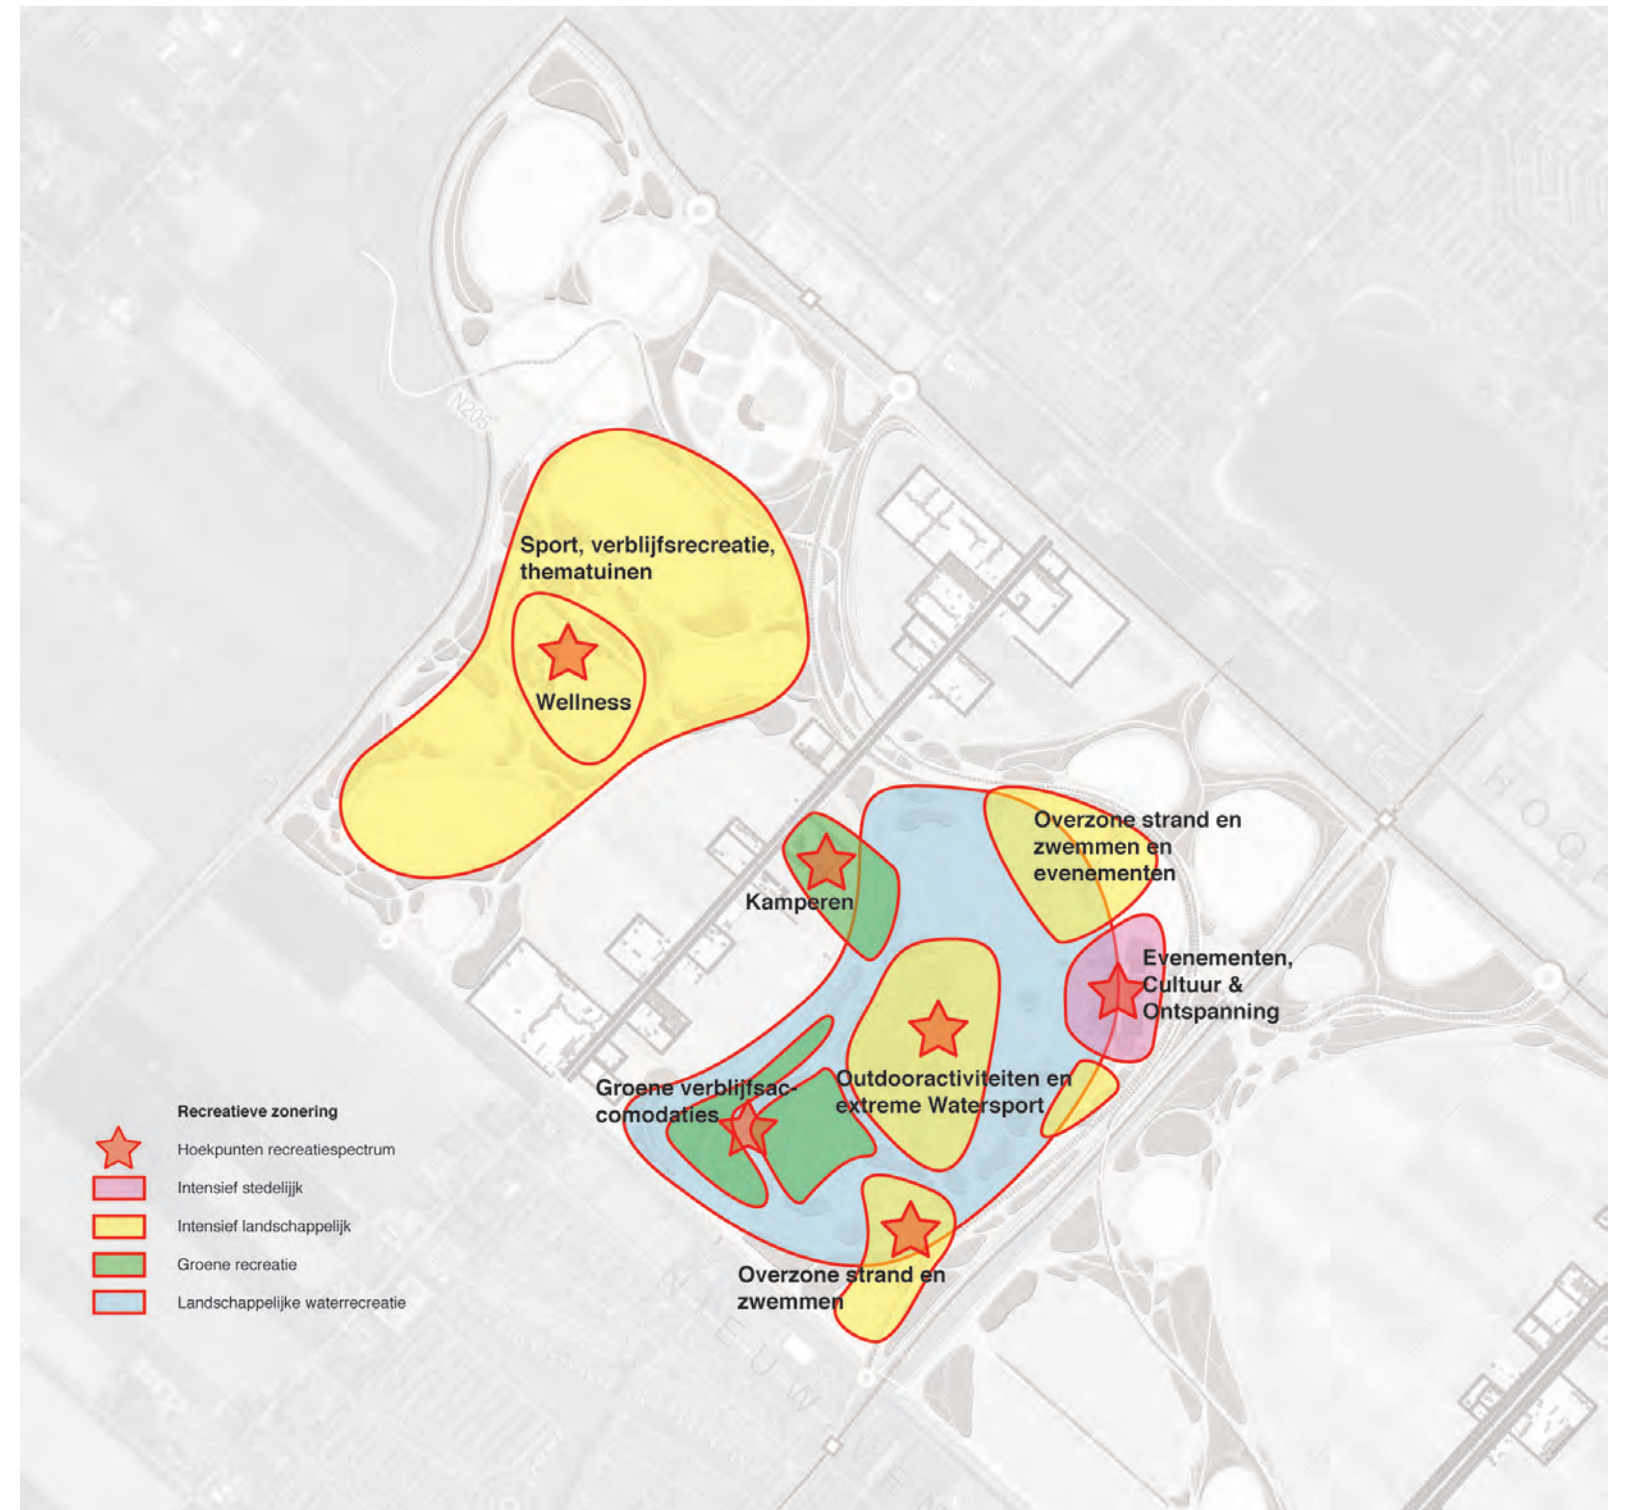 N205
Sport, verblijfsrecreatie,
thematuinen
Wellness
Overzone strand en
zwemmen en
evenementen
Kamperen
Evenementen,
Cultuur &
Ontspanning
Outdooractiviteiten en
extreme Watersport
Groene verblijfsac-
comodaties
Overzone strand en
zwemmen
Recreatieve zonering
Hoekpunten recreatiespectrum
Intensief stedelijjk
Intensief landschappelijk
Groene recreatie
Landschappelijke waterrecreatie